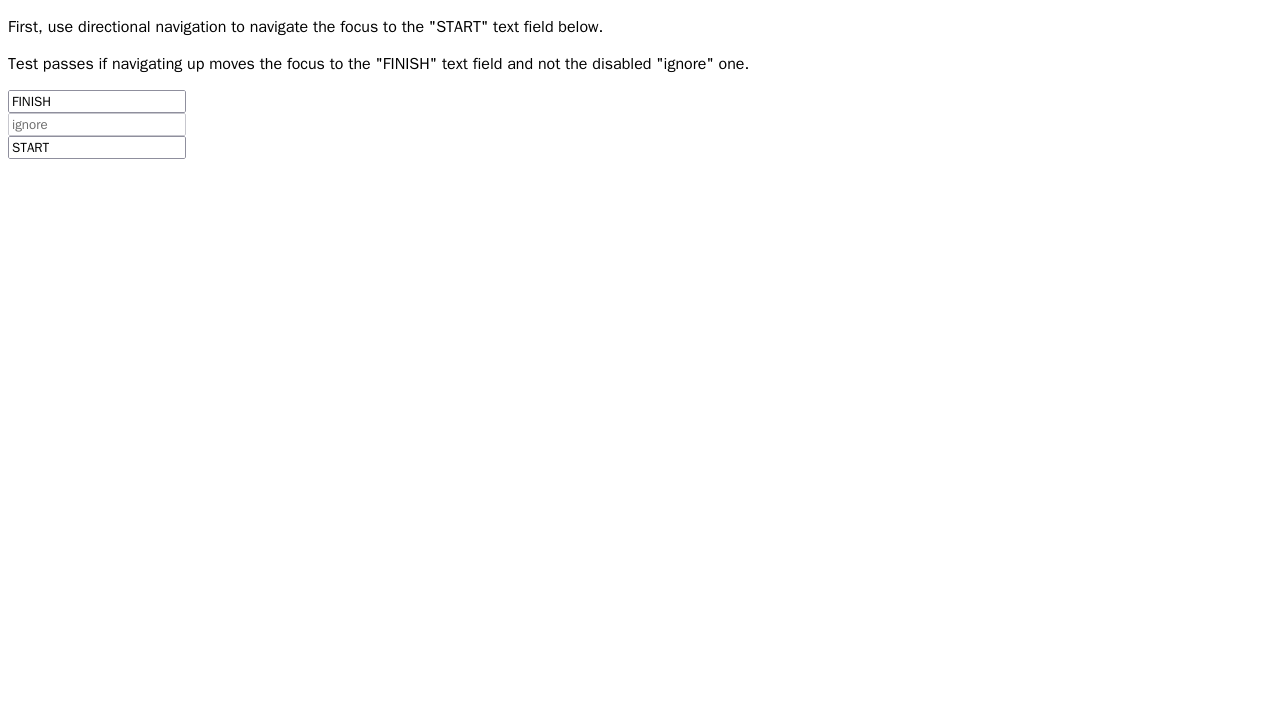 First, use directional navigation to navigate the focus to the "START" text field below.
Test passes if navigating up moves the focus to the "FINISH" text field and not the disabled "ignore" one.
FINISH
ignore
START